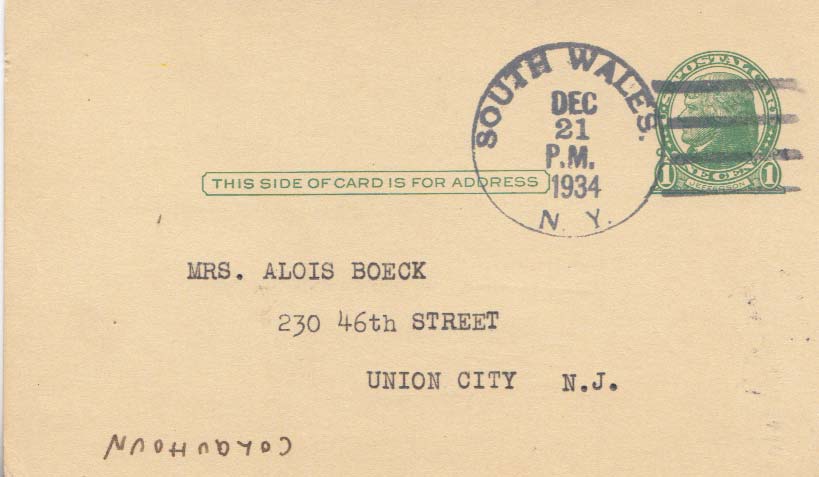 SOUTH WALES.
DEC
21
P.M.
1934
N. Y.
U.S. POSTAL CARD
ONE CENT
1 JEFFERSON 1
THIS SIDE OF CARD IS FOR ADDRESS
MRS. ALOIS BOECK
230 46th STREET
UNION CITY N.J.
COLQUHOUN